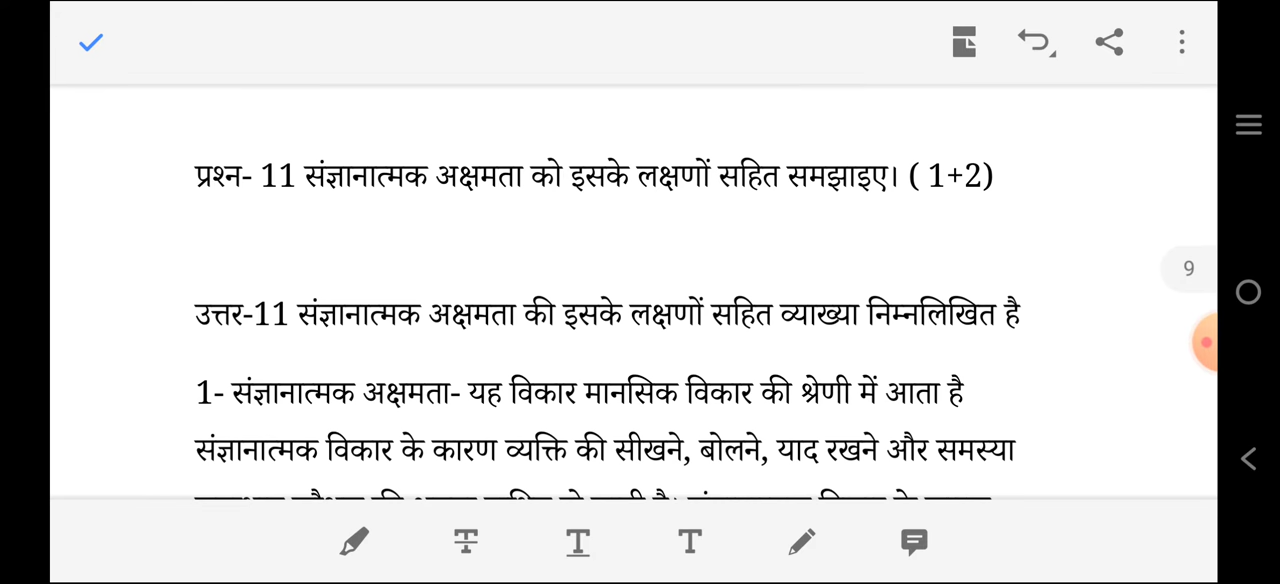 प्रश्न- 11 संज्ञानात्मक अक्षमता को इसके लक्षणों सहित समझाइए। ( 1+2)
9
उत्तर-11 संज्ञानात्मक अक्षमता की इसके लक्षणों सहित व्याख्या निम्नलिखित है
1- संज्ञानात्मक अक्षमता- यह विकार मानसिक विकार की श्रेणी में आता है
संज्ञानात्मक विकार के कारण व्यक्ति की सीखने, बोलने, याद रखने और समस्या